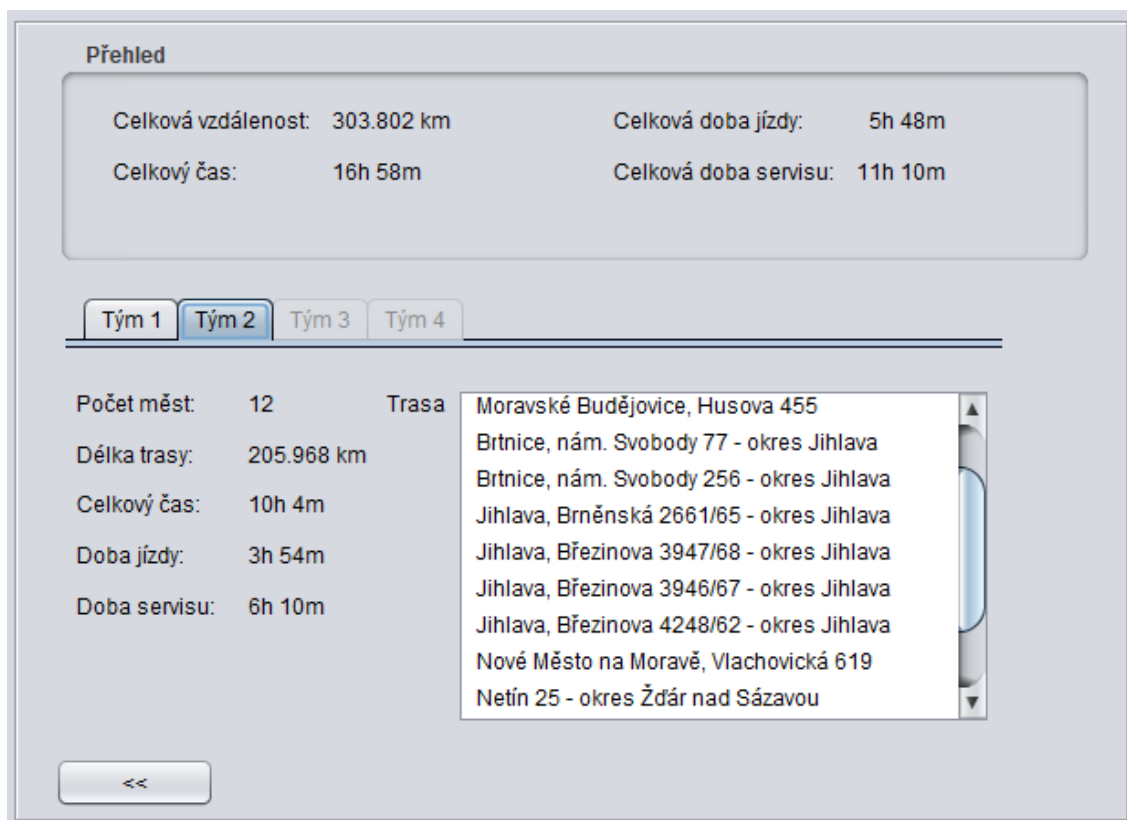 Přehled
Celková vzdálenost: 303.802 km Celková doba jízdy: 5h 48m
Celkový čas: 16h 58m Celková doba servisu: 11h 10m
Tým 1 Tým 2 Tým 3 Tým 4
Počet měst: 12 Trasa Moravské Budějovice, Husova 455
Brtnice, nám. Svobody 77 - okres Jihlava
Délka trasy: 205.968 km
Brtnice, nám. Svobody 256 - okres Jihlava
Celkový čas: 10h 4m Jihlava, Brněnská 2661/65 - okres Jihlava
Doba jízdy: 3h 54m Jihlava, Březinova 3947/68 - okres Jihlava
Jihlava, Březinova 3946/67 - okres Jihlava
Doba servisu: 6h 10m
Jihlava, Březinova 4248/62 - okres Jihlava
Nové Město na Moravě, Vlachovická 619
Netín 25 - okres Žďár nad Sázavou
<<